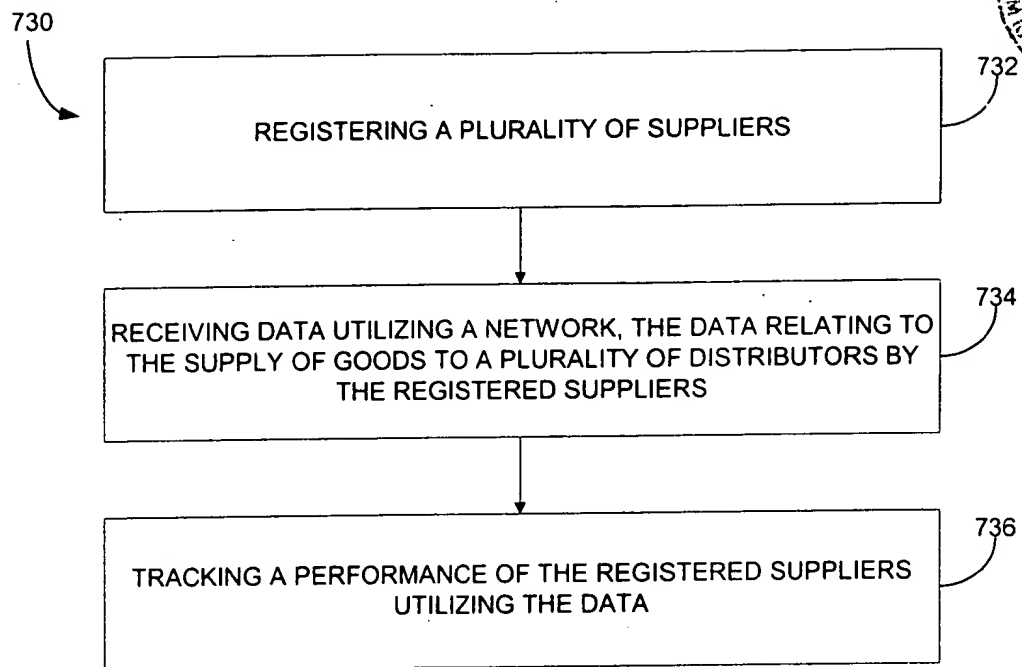 730
732
REGISTERING A PLURALITY OF SUPPLIERS
734
RECEIVING DATA UTILIZING A NETWORK, THE DATA RELATING TO
THE SUPPLY OF GOODS TO A PLURALITY OF DISTRIBUTORS BY
THE REGISTERED SUPPLIERS
736
TRACKING A PERFORMANCE OF THE REGISTERED SUPPLIERS
UTILIZING THE DATA